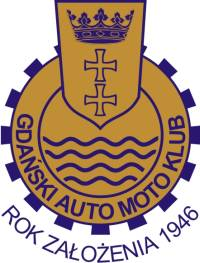 GDAŃSKI AUTO MOTO KLUB
ROK ZAŁOŻENIA 1946